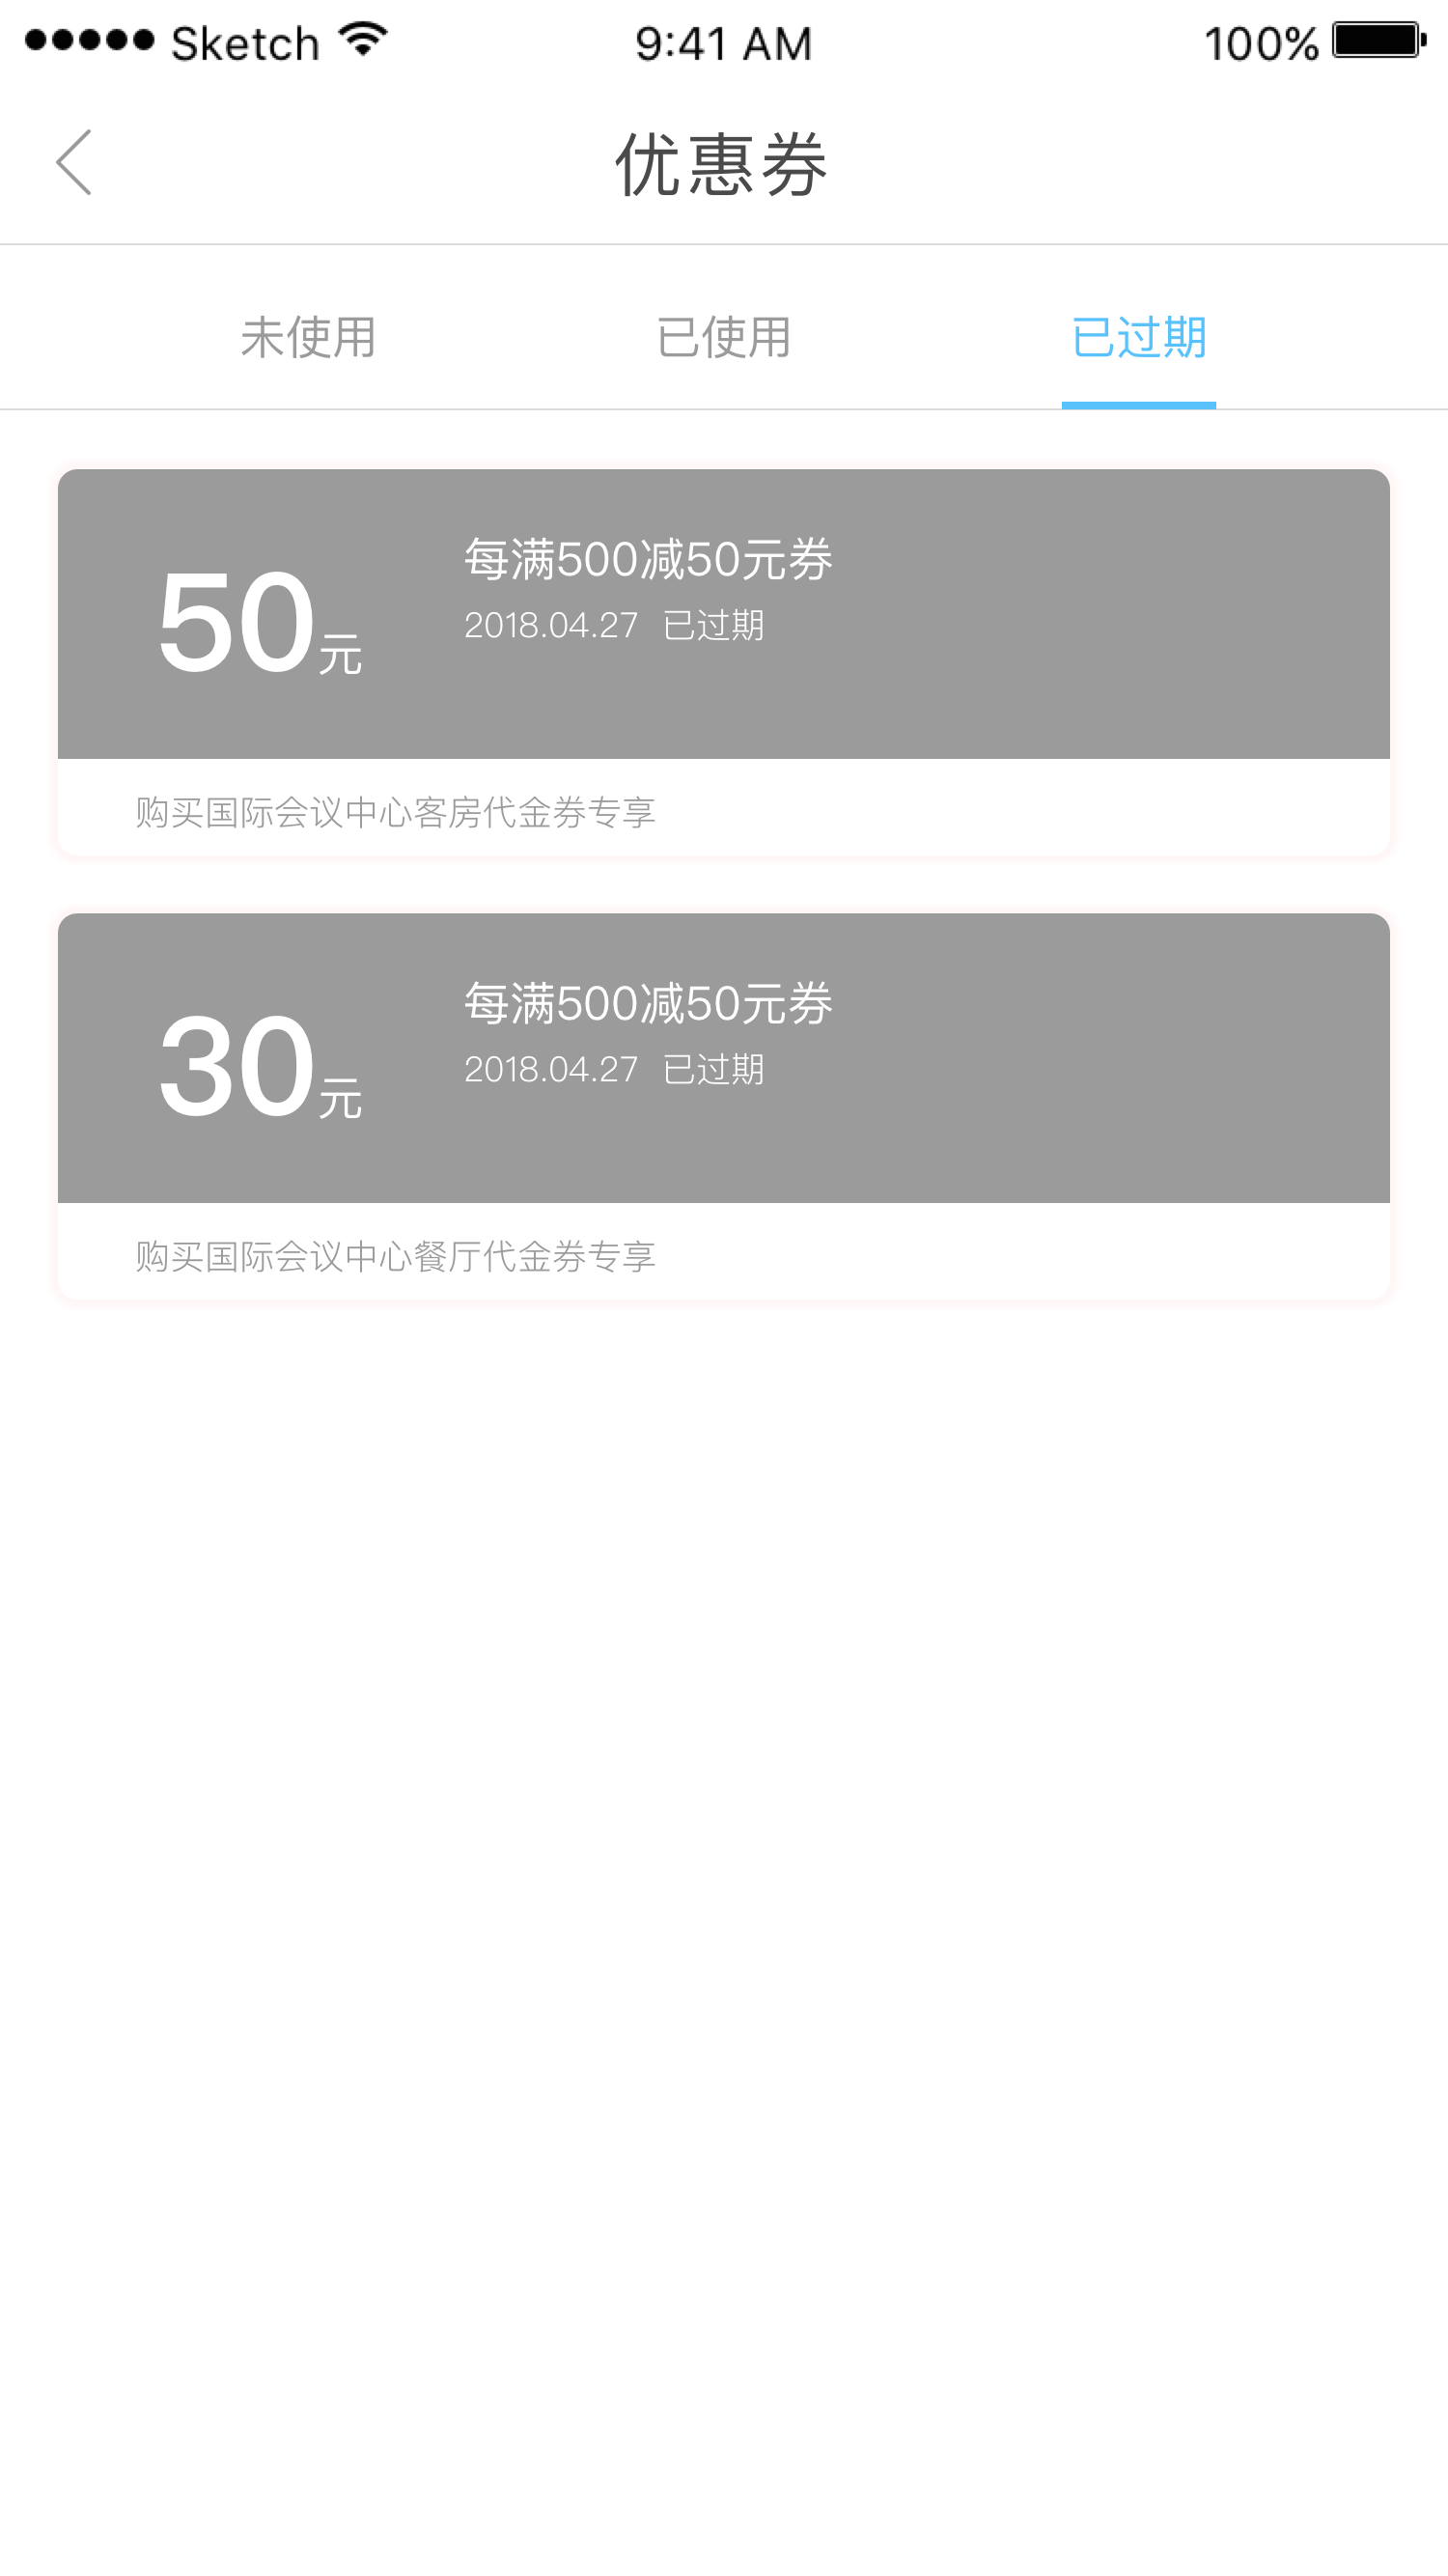 Sketch 9:41 AM 100%
优惠券
未使用 已使用 已过期
每满500减50元券
50元
2018.04.27 已过期
购买国际会议中心客房代金券专享
每满500减50元券
30元
2018.04.27 已过期
购买国际会议中心餐厅代金券专享